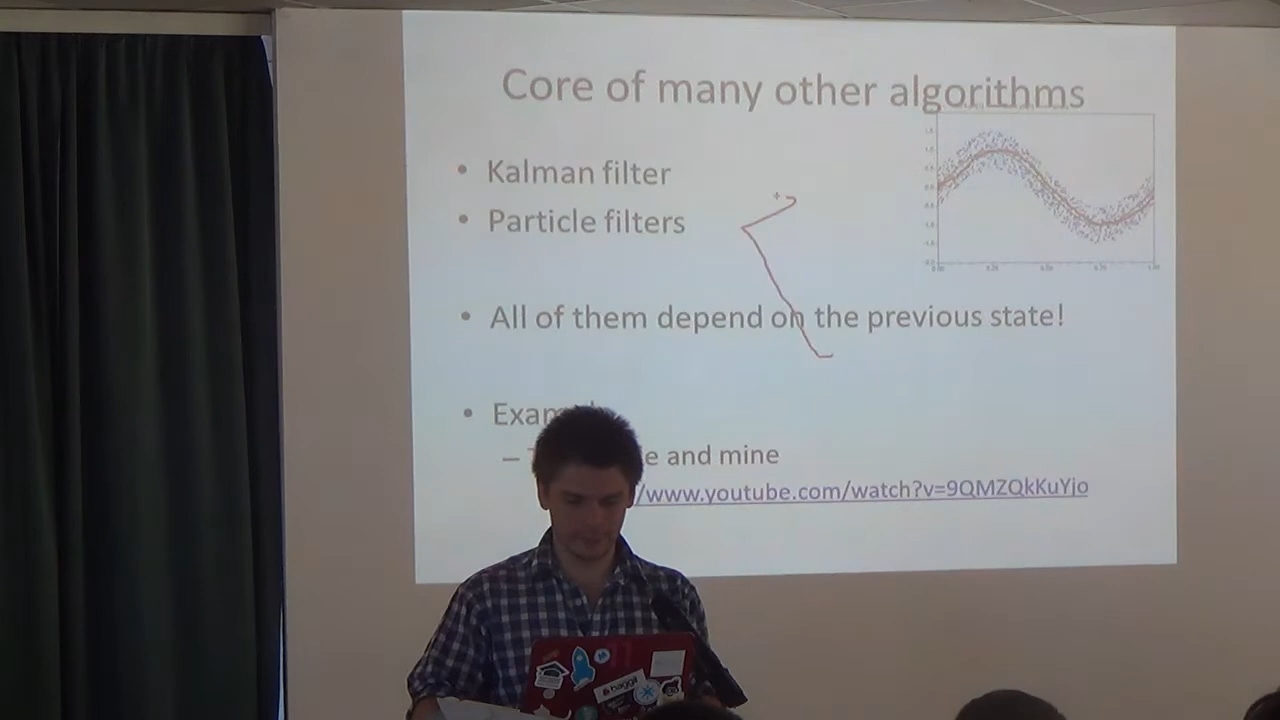 Core of many other algorithms
• Kalman filter
• Particle filters
• All of them depend on the previous state!
• Exam
– e and mine
/www.youtube.com/watch?v=9QMZQkKuYjo